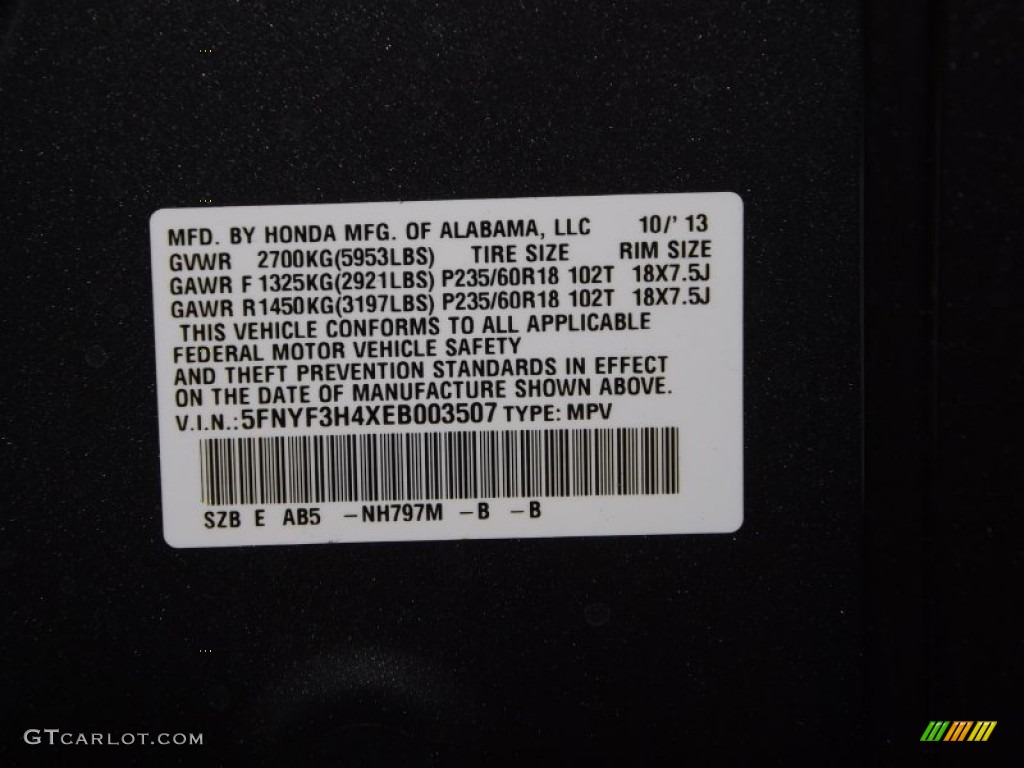 MFD. BY HONDA MFG. OF ALABAMA, LLC 10/' 13
GVWR 2700KG(5953LBS) TIRE SIZE RIM SIZE
GAWR F 1325KG(2921LBS) P235/60R18 102T 18X7.5J
GAWR R 1450KG(3197LBS) P235/60R18 102T 18X7.5J
THIS VEHICLE CONFORMS TO ALL APPLICABLE
FEDERAL MOTOR VEHICLE SAFETY
AND THEFT PREVENTION STANDARDS IN EFFECT
ON THE DATE OF MANUFACTURE SHOWN ABOVE.
V.I.N.: 5FNYF3H4XEB003507 TYPE: MPV
SZB E AB5 -NH797M -B -B
GTCARLOT.COM